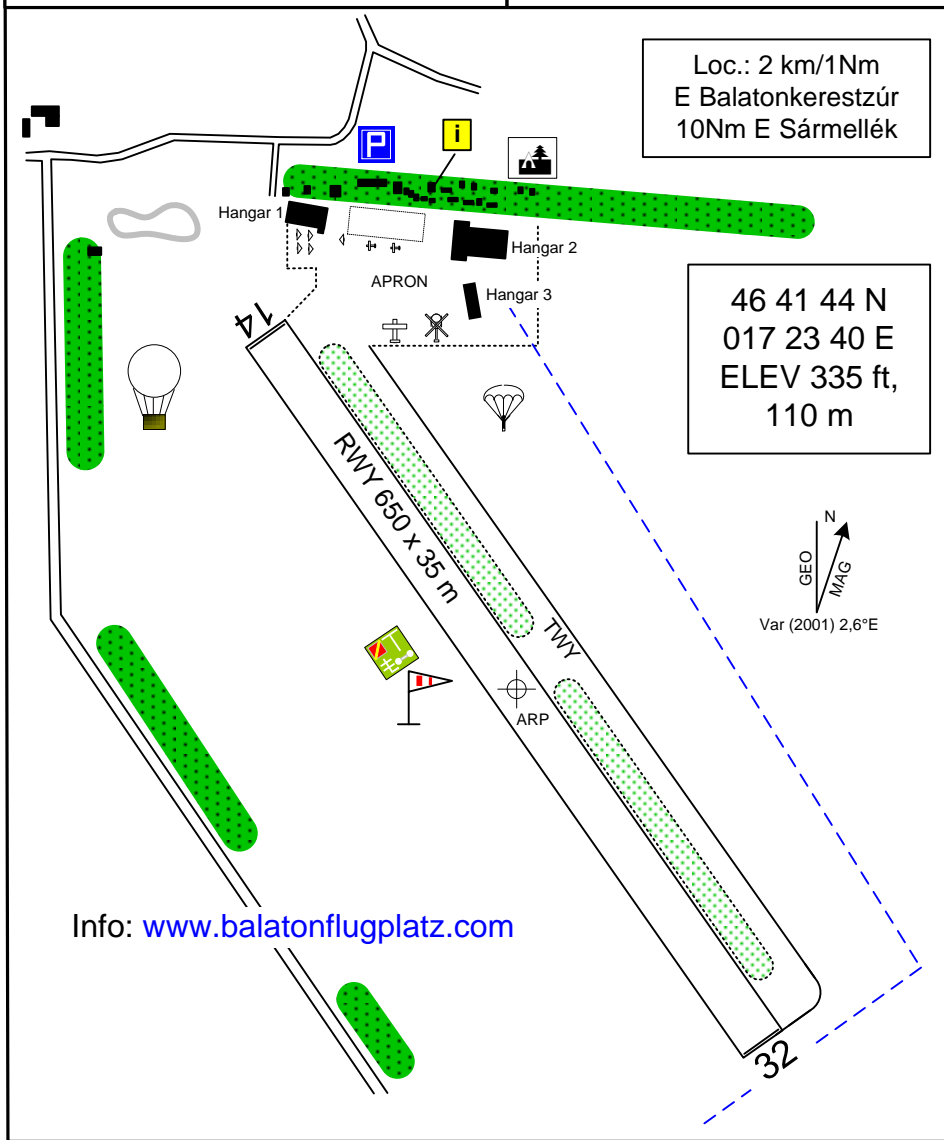 Loc.: 2 km/1Nm
E Balatonkerestzúr
10Nm E Sármellék
P
i
Hangar 1
Hangar 2
APRON
Hangar 3
46 41 44 N
017 23 40 E
ELEV 335 ft,
110 m
14
RWY 650 x 35 m
N
GEO
MAG
Var (2001) 2,6°E
TWY
ARP
Info: www.balatonflugplatz.com
32